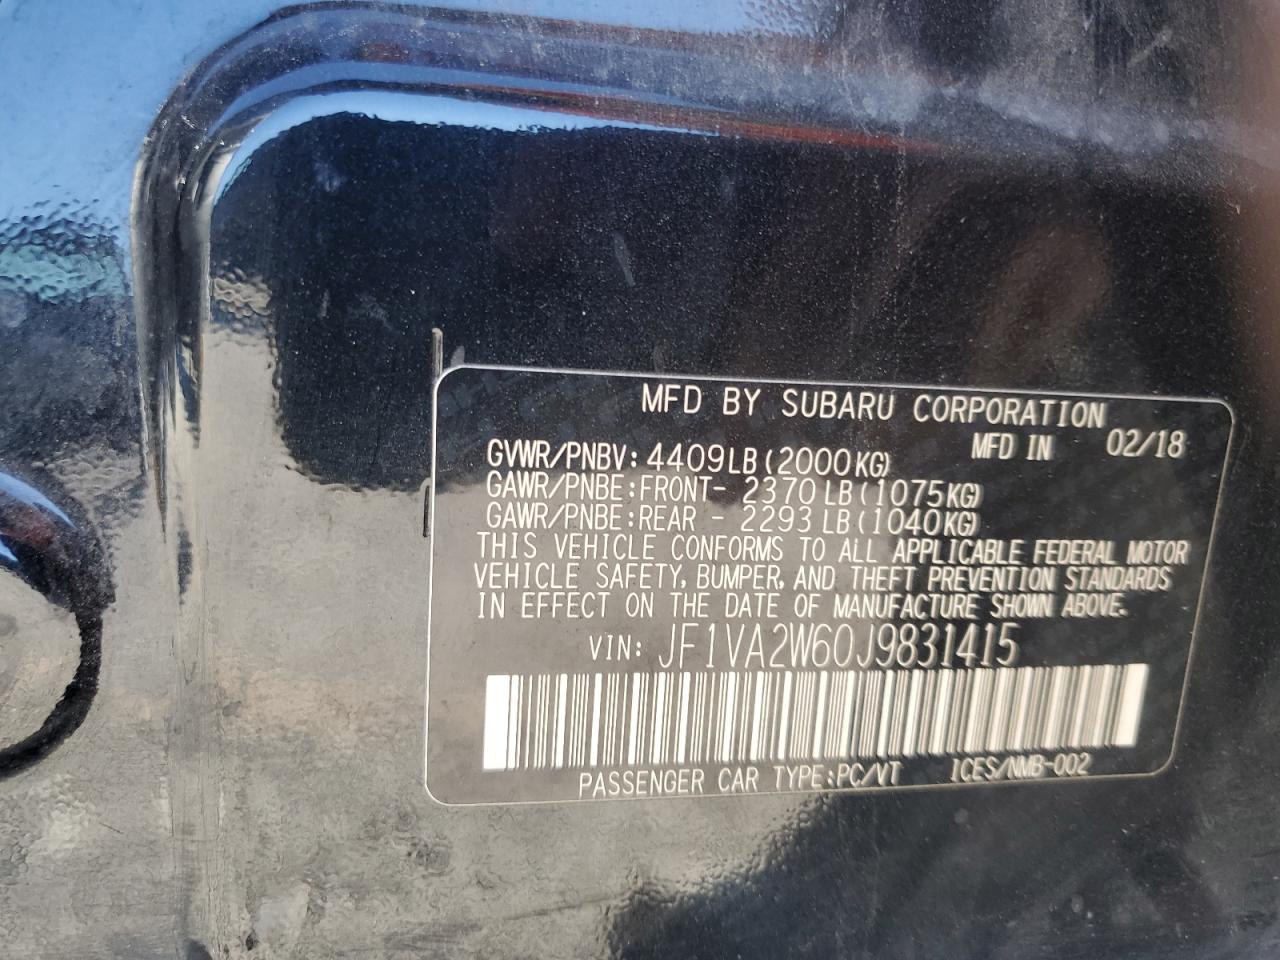 MFD BY SUBARU CORPORATION
MFD IN 02/18
GVWR/PNBV: 4409LB(2000KG)
GAWR/PNBE:FRONT- 2370LB(1075KG)
GAWR/PNBE:REAR - 2293LB(1040KG)
THIS VEHICLE CONFORMS TO ALL APPLICABLE FEDERAL MOTOR
VEHICLE SAFETY, BUMPER, AND THEFT PREVENTION STANDARDS
IN EFFECT ON THE DATE OF MANUFACTURE SHOWN ABOVE.
VIN: JF1VA2W60J9831415
PASSENGER CAR TYPE:PC/VT ICES/NMB-002